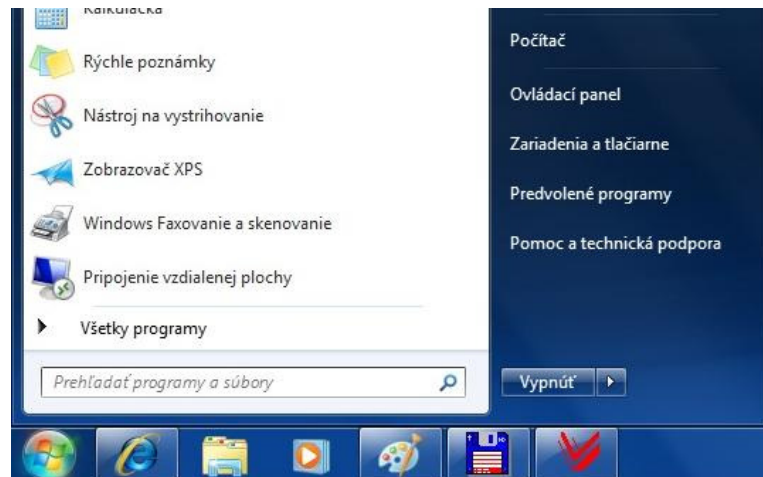 Kalkulačka
Rýchle poznámky
Nástroj na vystrihovanie
Zobrazovač XPS
Windows Faxovanie a skenovanie
Pripojenie vzdialenej plochy
Všetky programy
Prehľadať programy a súbory
Počítač
Ovládací panel
Zariadenia a tlačiarne
Predvolené programy
Pomoc a technická podpora
Vypnúť